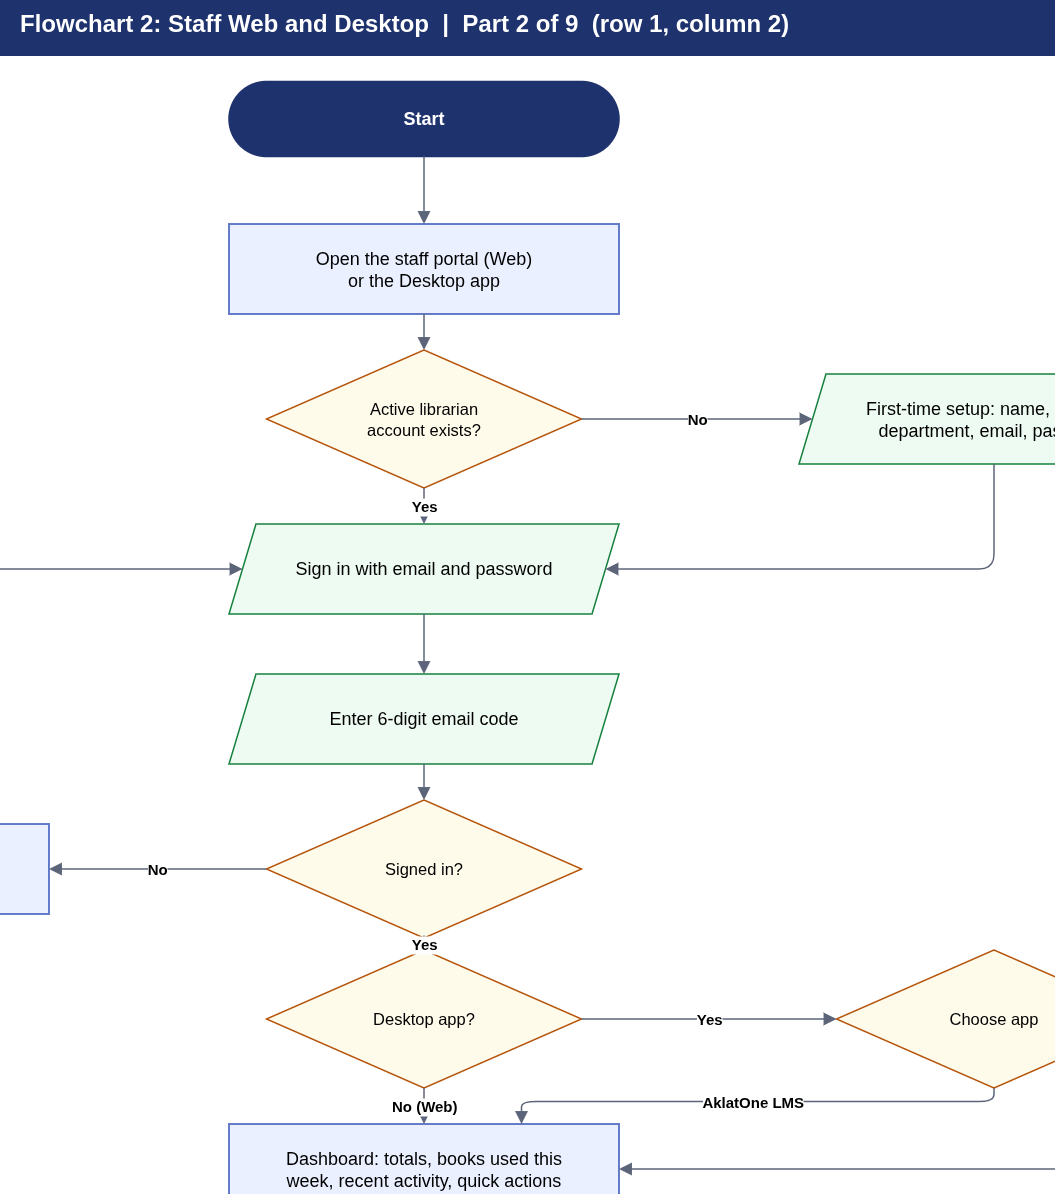 Flowchart 2: Staff Web and Desktop | Part 2 of 9 (row 1, column 2)
Start
Open the staff portal (Web)
or the Desktop app
Active librarian
account exists?
No
First-time setup: name,
department, email,
Yes
Sign in with email and password
Enter 6-digit email code
Signed in?
No
Yes
Desktop app?
Yes
Choose app
No (Web)
AklatOne LMS
Dashboard: totals, books used this
week, recent activity, quick actions